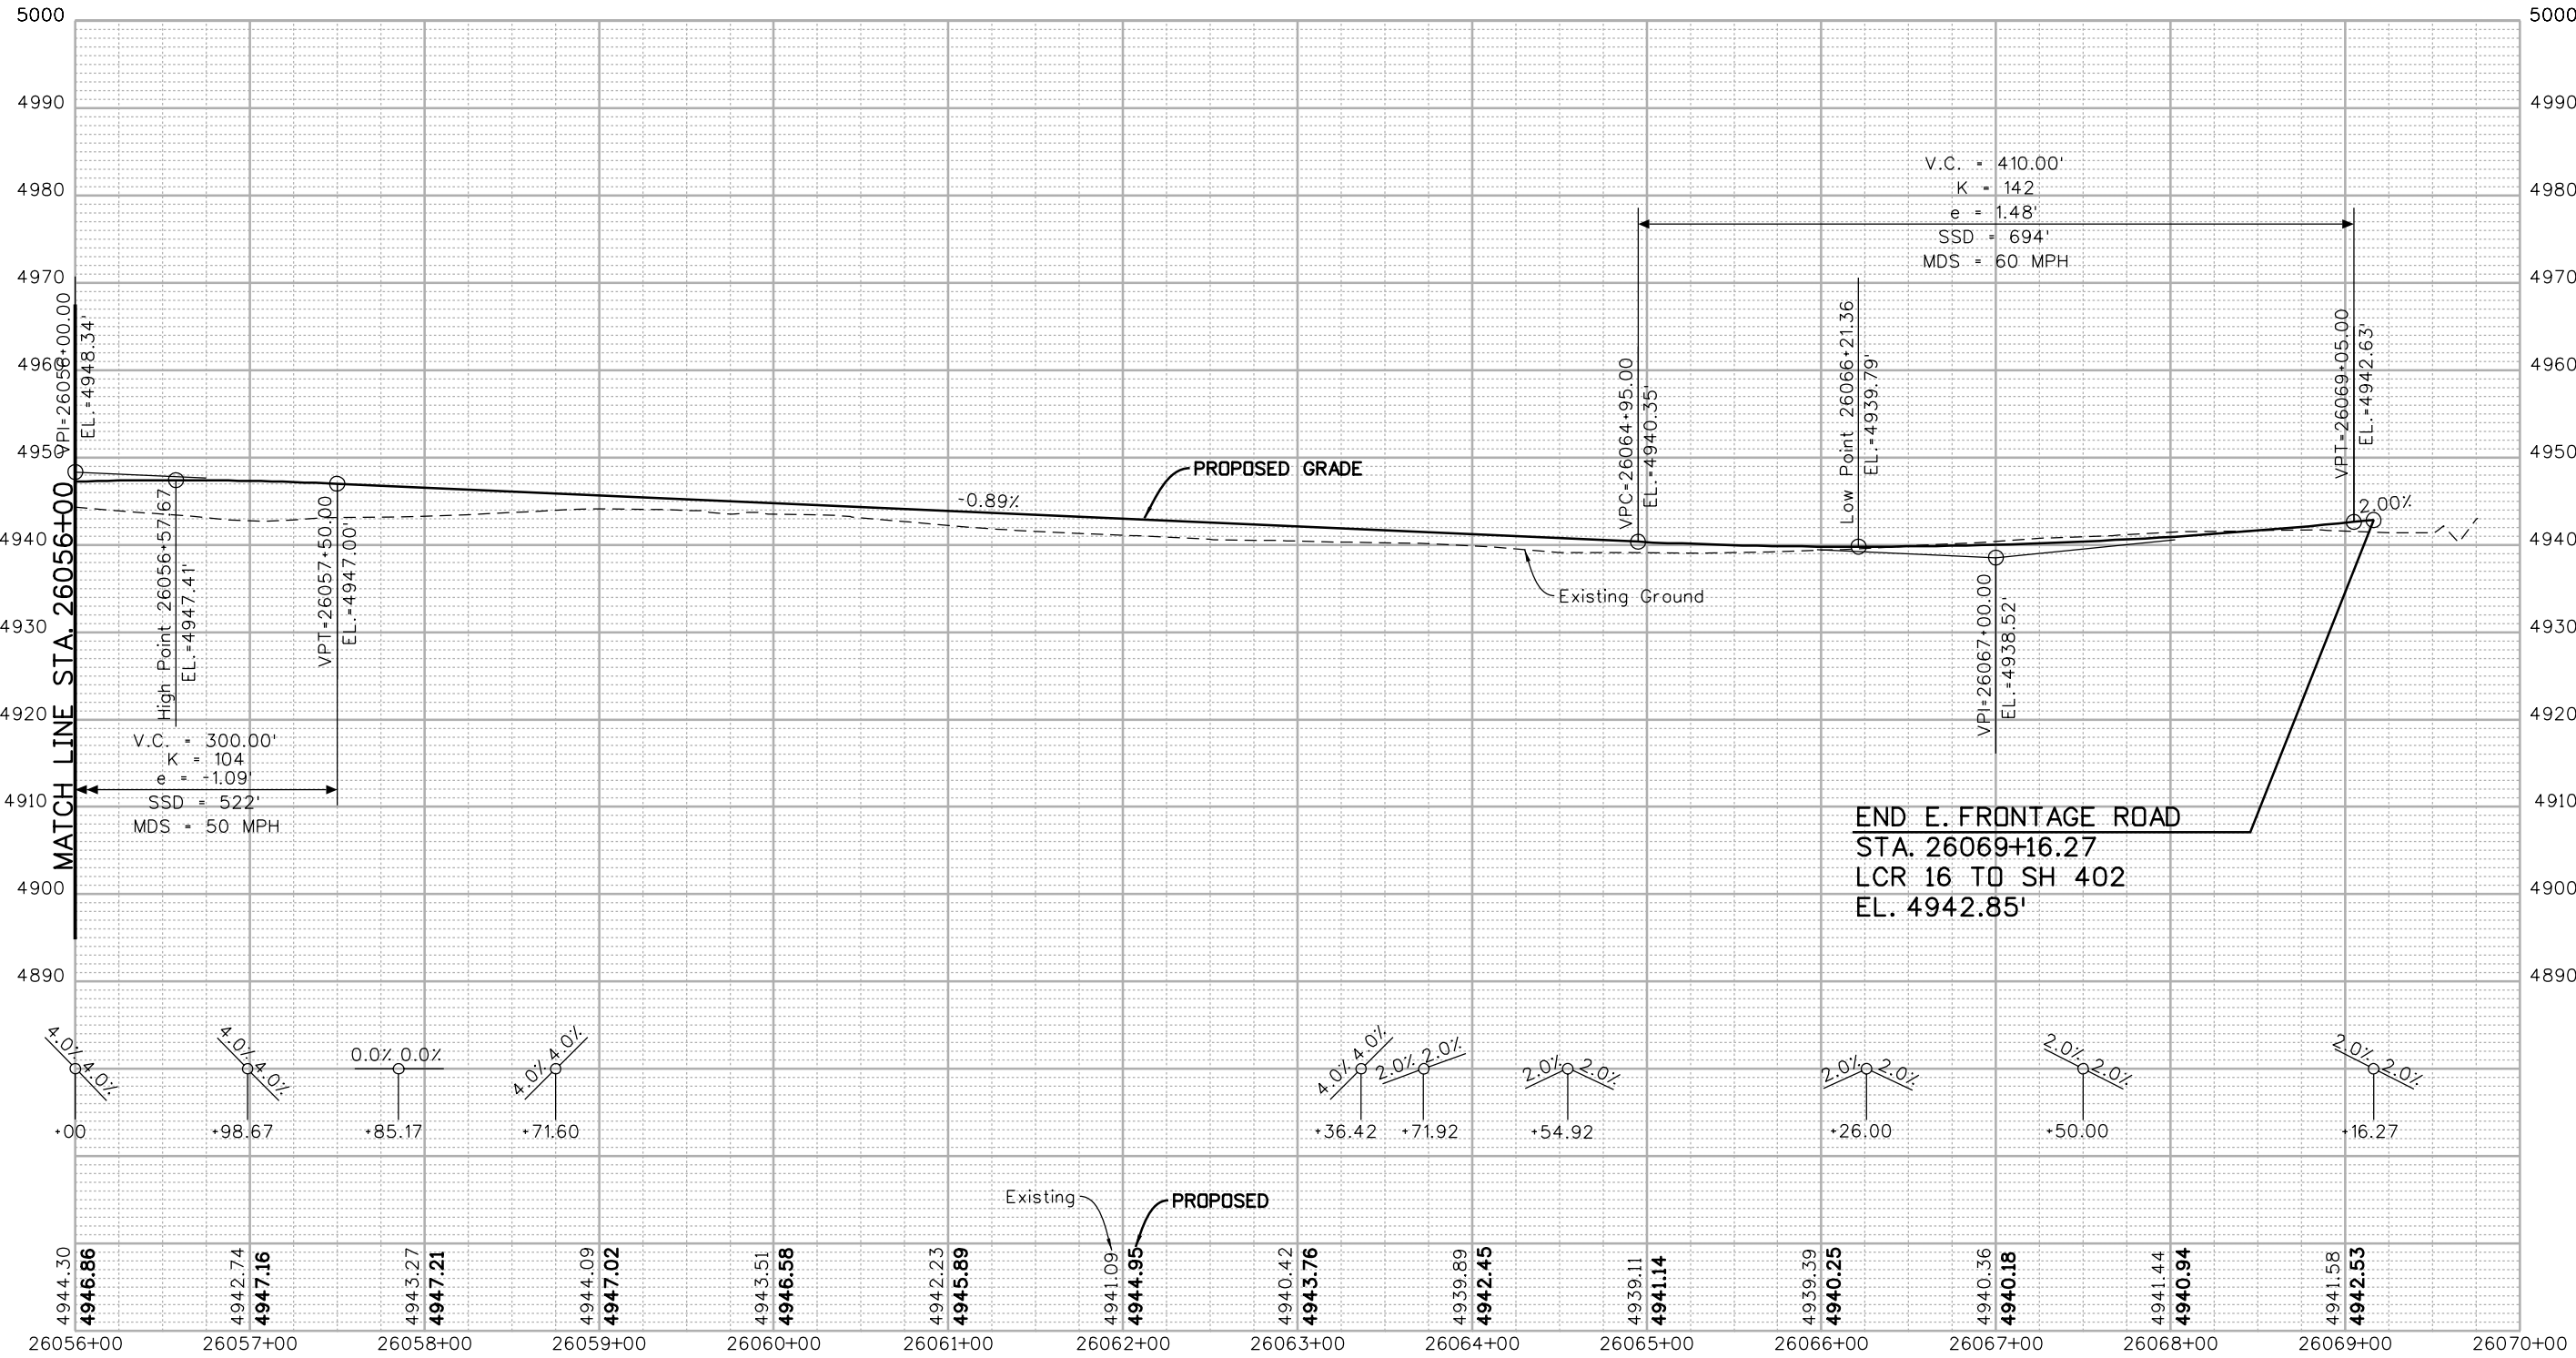 5000 5000
4990 4990
4980 4980
4970 4970
4960 4960
4950 4950
4940 4940
4930 4930
4920 4920
4910 4910
4900 4900
4890 4890
MATCH LINE STA. 26056+00
VPI=26056+00.00
EL.=4948.34'
High Point 26056+57.67
EL.=4947.41'
VPT=26057+50.00
EL.=4947.00'
V.C. = 300.00'
K = 104
e = -1.09'
SSD = 522'
MDS = 50 MPH
-0.89%
PROPOSED GRADE
Existing Ground
V.C. = 410.00'
K = 142
e = 1.48'
SSD = 694'
MDS = 60 MPH
VPC=26064+95.00
EL.=4940.35'
Low Point 26066+21.36
EL.=4939.79'
VPI=26067+00.00
EL.=4938.52'
VPT=26069+05.00
EL.=4942.63'
2.00%
END E. FRONTAGE ROAD
STA. 26069+16.27
LCR 16 TO SH 402
EL. 4942.85'
4.0% 4.0%
4.0% 4.0%
0.0% 0.0%
4.0% 4.0%
4.0% 4.0%
2.0% 2.0%
2.0% 2.0%
2.0% 2.0%
2.0% 2.0%
2.0% 2.0%
+00 +98.67 +85.17 +71.60 +36.42 +71.92 +54.92 +26.00 +50.00 +16.27
Existing
PROPOSED
4944.30
4946.86
4942.74
4947.16
4943.27
4947.21
4944.09
4947.02
4943.51
4946.58
4942.23
4945.89
4941.09
4944.95
4940.42
4943.76
4939.89
4942.45
4939.11
4941.14
4939.39
4940.25
4940.36
4940.18
4941.44
4940.94
4941.58
4942.53
26056+00 26057+00 26058+00 26059+00 26060+00 26061+00 26062+00 26063+00 26064+00 26065+00 26066+00 26067+00 26068+00 26069+00 26070+00